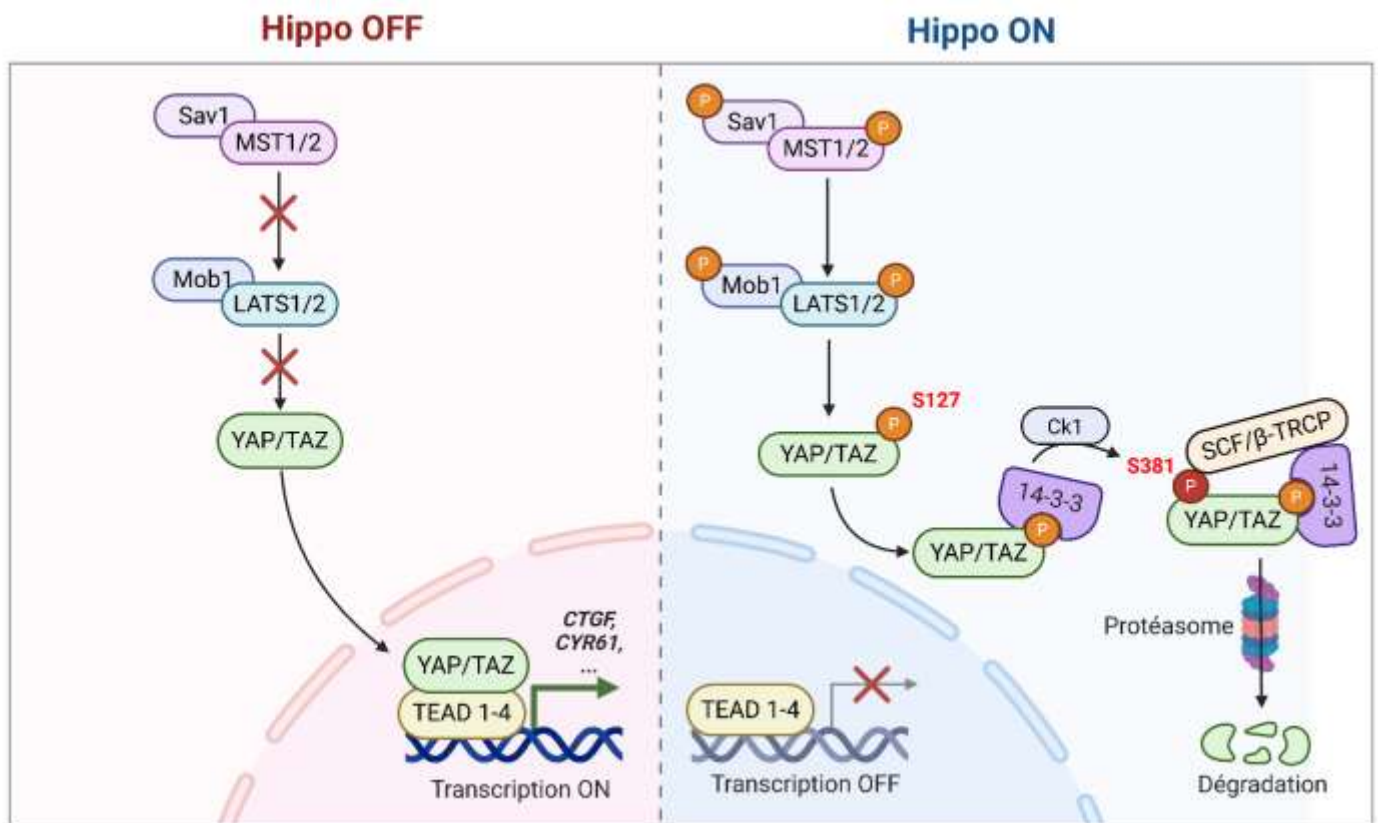 Hippo OFF
Sav1
MST1/2
Mob1
LATS1/2
YAP/TAZ
CTGF,
CYR61,
...
YAP/TAZ
TEAD 1-4
Transcription ON
Hippo ON
P
Sav1
P
MST1/2
P
Mob1
P
LATS1/2
S127
P
YAP/TAZ
Ck1
14-3-3
P
YAP/TAZ
SCF/β-TRCP
S381
P
P
14-3-3
YAP/TAZ
Protéasome
Dégradation
TEAD 1-4
Transcription OFF